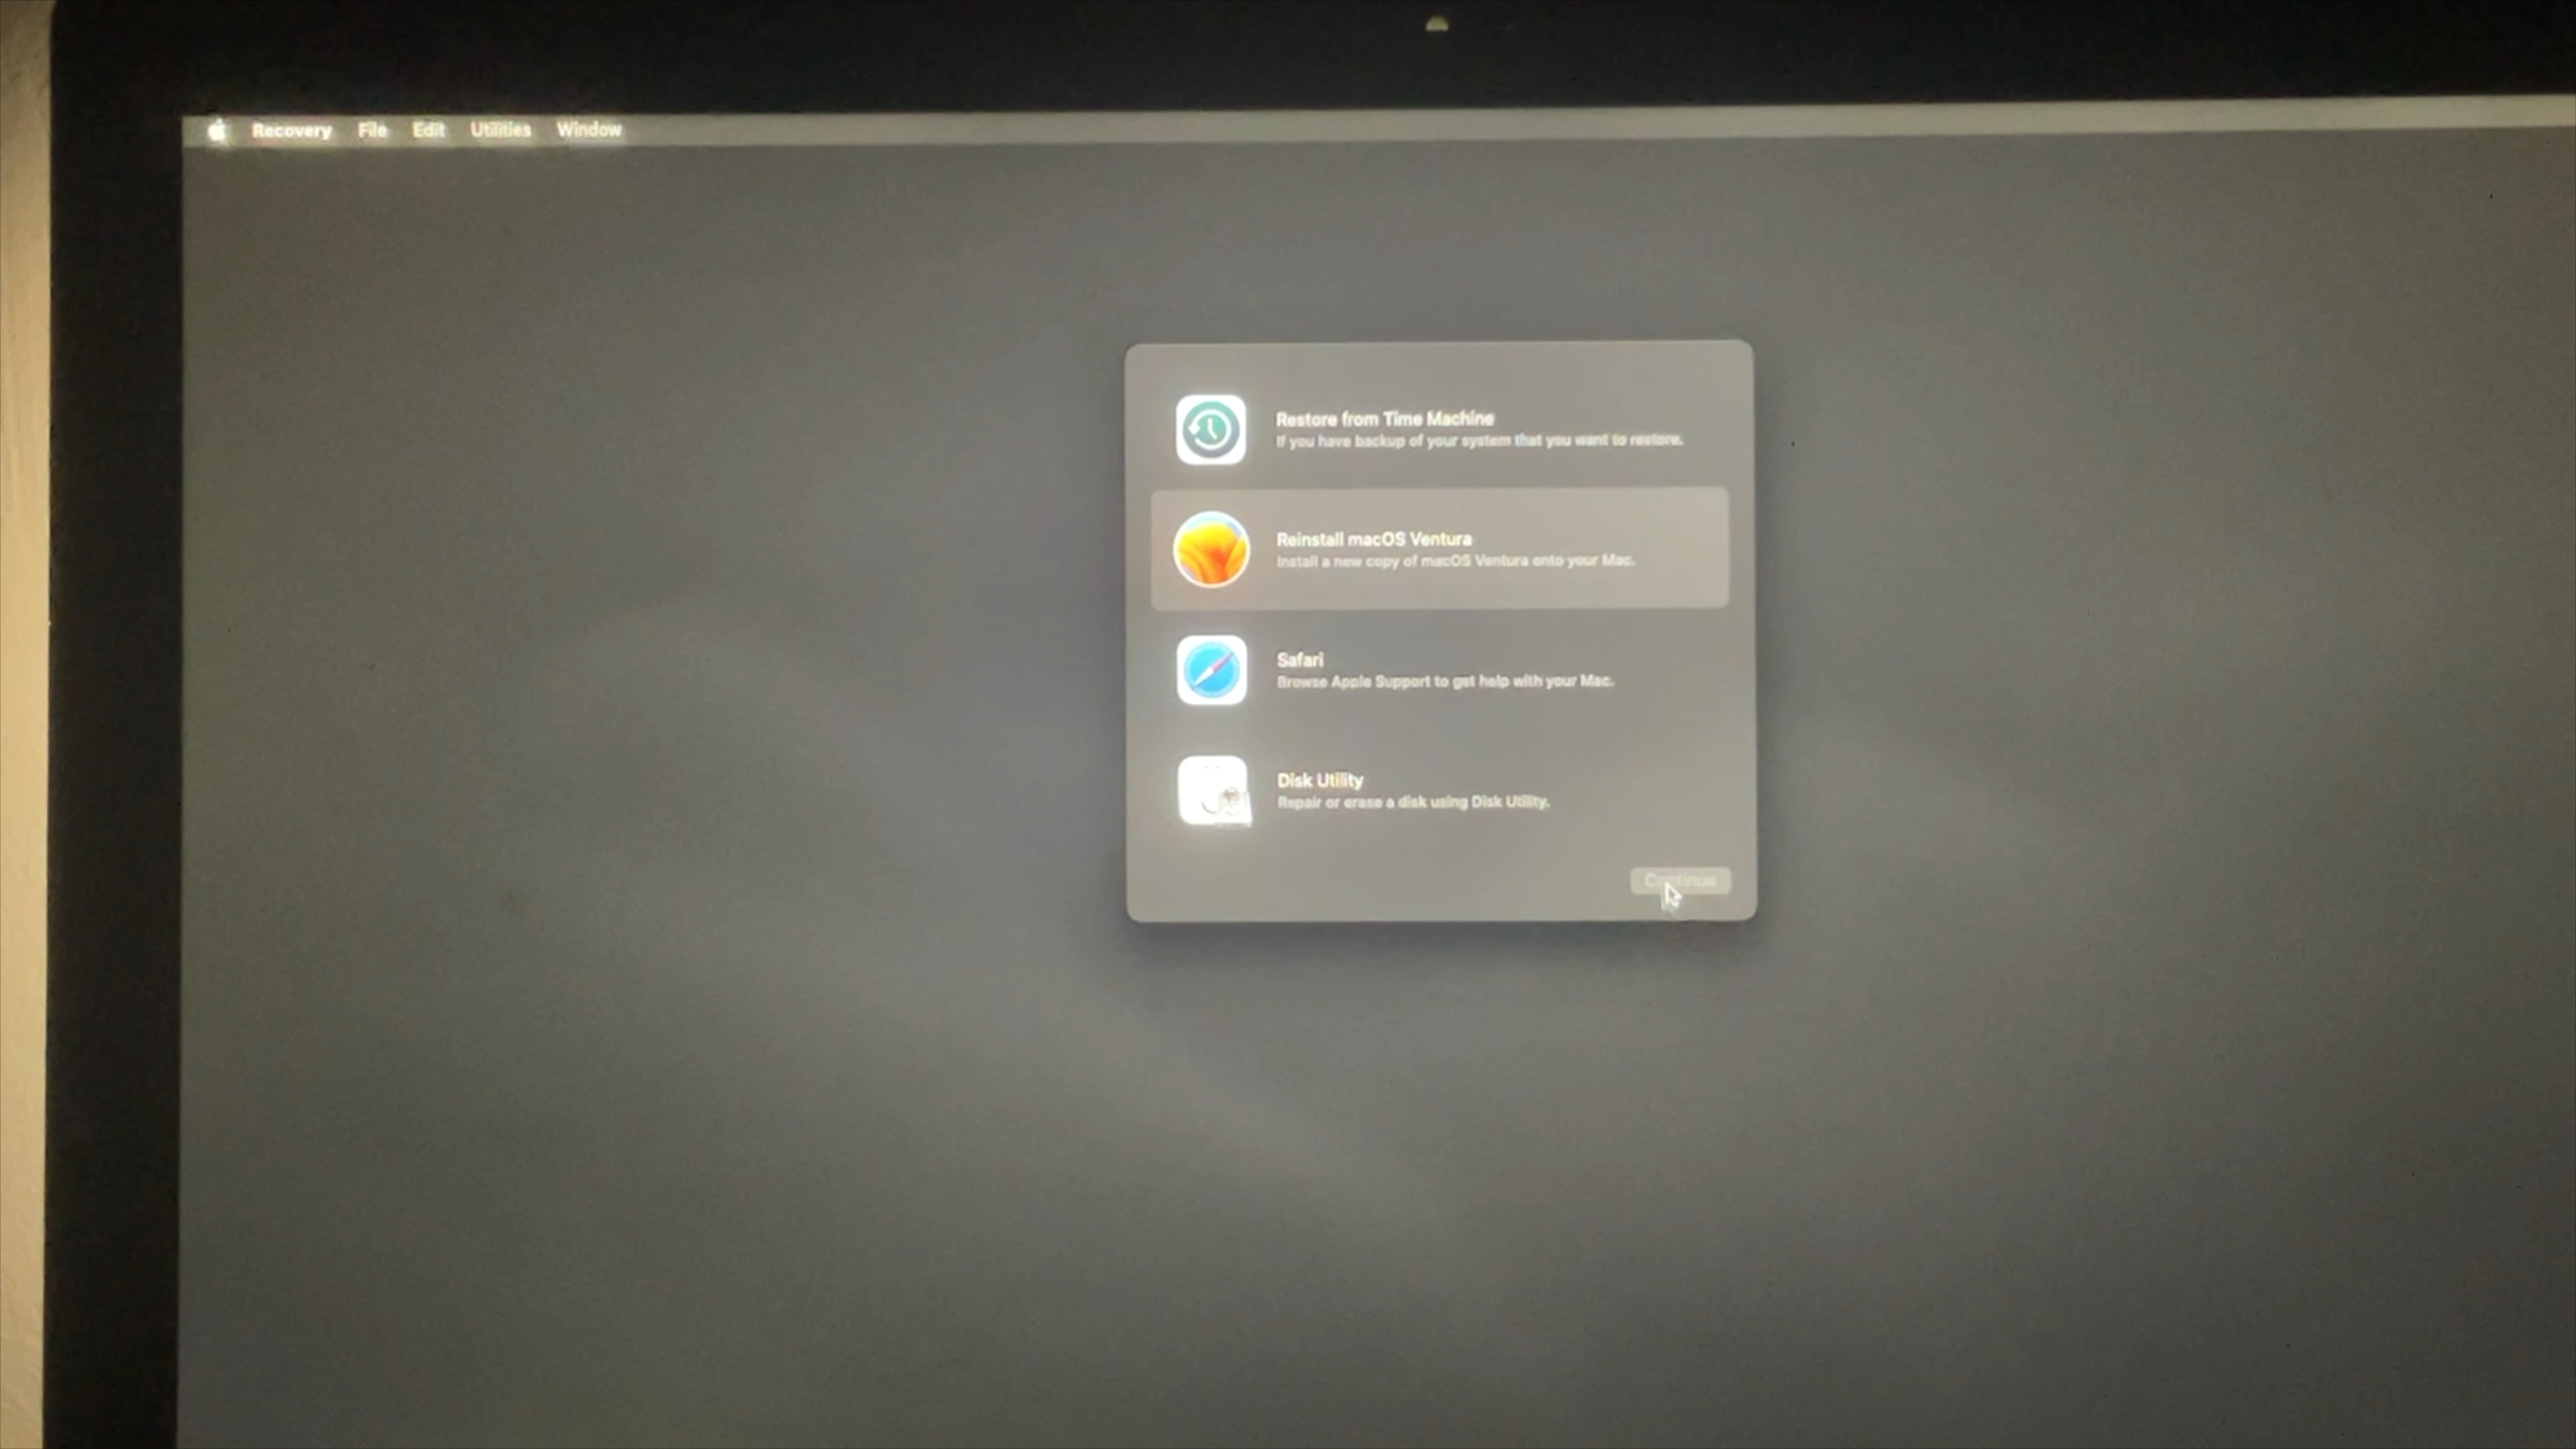 Recovery File Edit Utilities Window
Restore from Time Machine
If you have backup of your system that you want to restore.
Reinstall macOS Ventura
Install a new copy of macOS Ventura onto your Mac.
Safari
Browse Apple Support to get help with your Mac.
Disk Utility
Repair or erase a disk using Disk Utility.
Continue